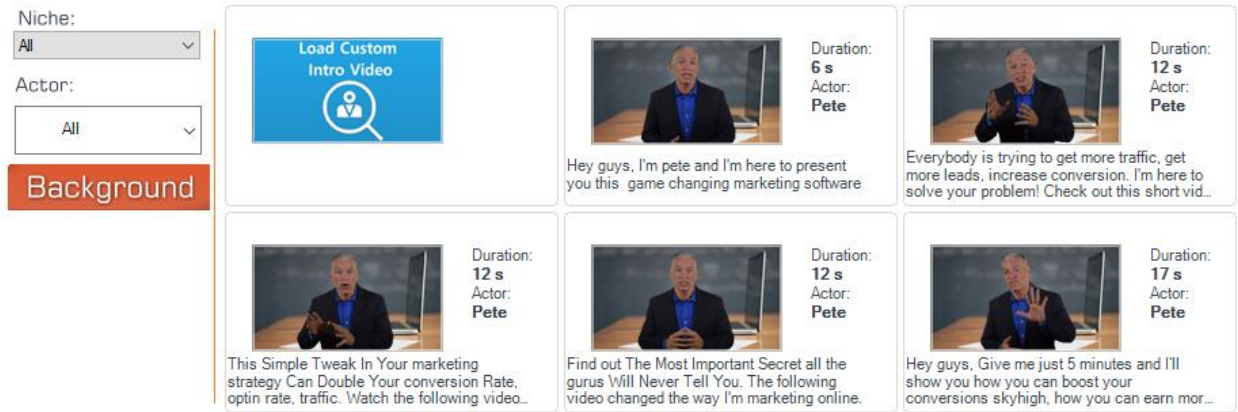 Niche:
All
Actor:
All
Background
Load Custom
Intro Video
Duration:
6 s
Actor:
Pete
Hey guys, I'm pete and I'm here to present
you this game changing marketing software
Duration:
12 s
Actor:
Pete
Everybody is trying to get more traffic, get
more leads, increase conversion. I'm here to
solve your problem! Check out this short vid...
Duration:
12 s
Actor:
Pete
This Simple Tweak In Your marketing
strategy Can Double Your conversion Rate,
optin rate, traffic. Watch the following video...
Duration:
12 s
Actor:
Pete
Find out The Most Important Secret all the
gurus Will Never Tell You. The following
video changed the way I'm marketing online.
Duration:
17 s
Actor:
Pete
Hey guys, Give me just 5 minutes and I'll
show you how you can boost your
conversions skyhigh, how you can earn mor...